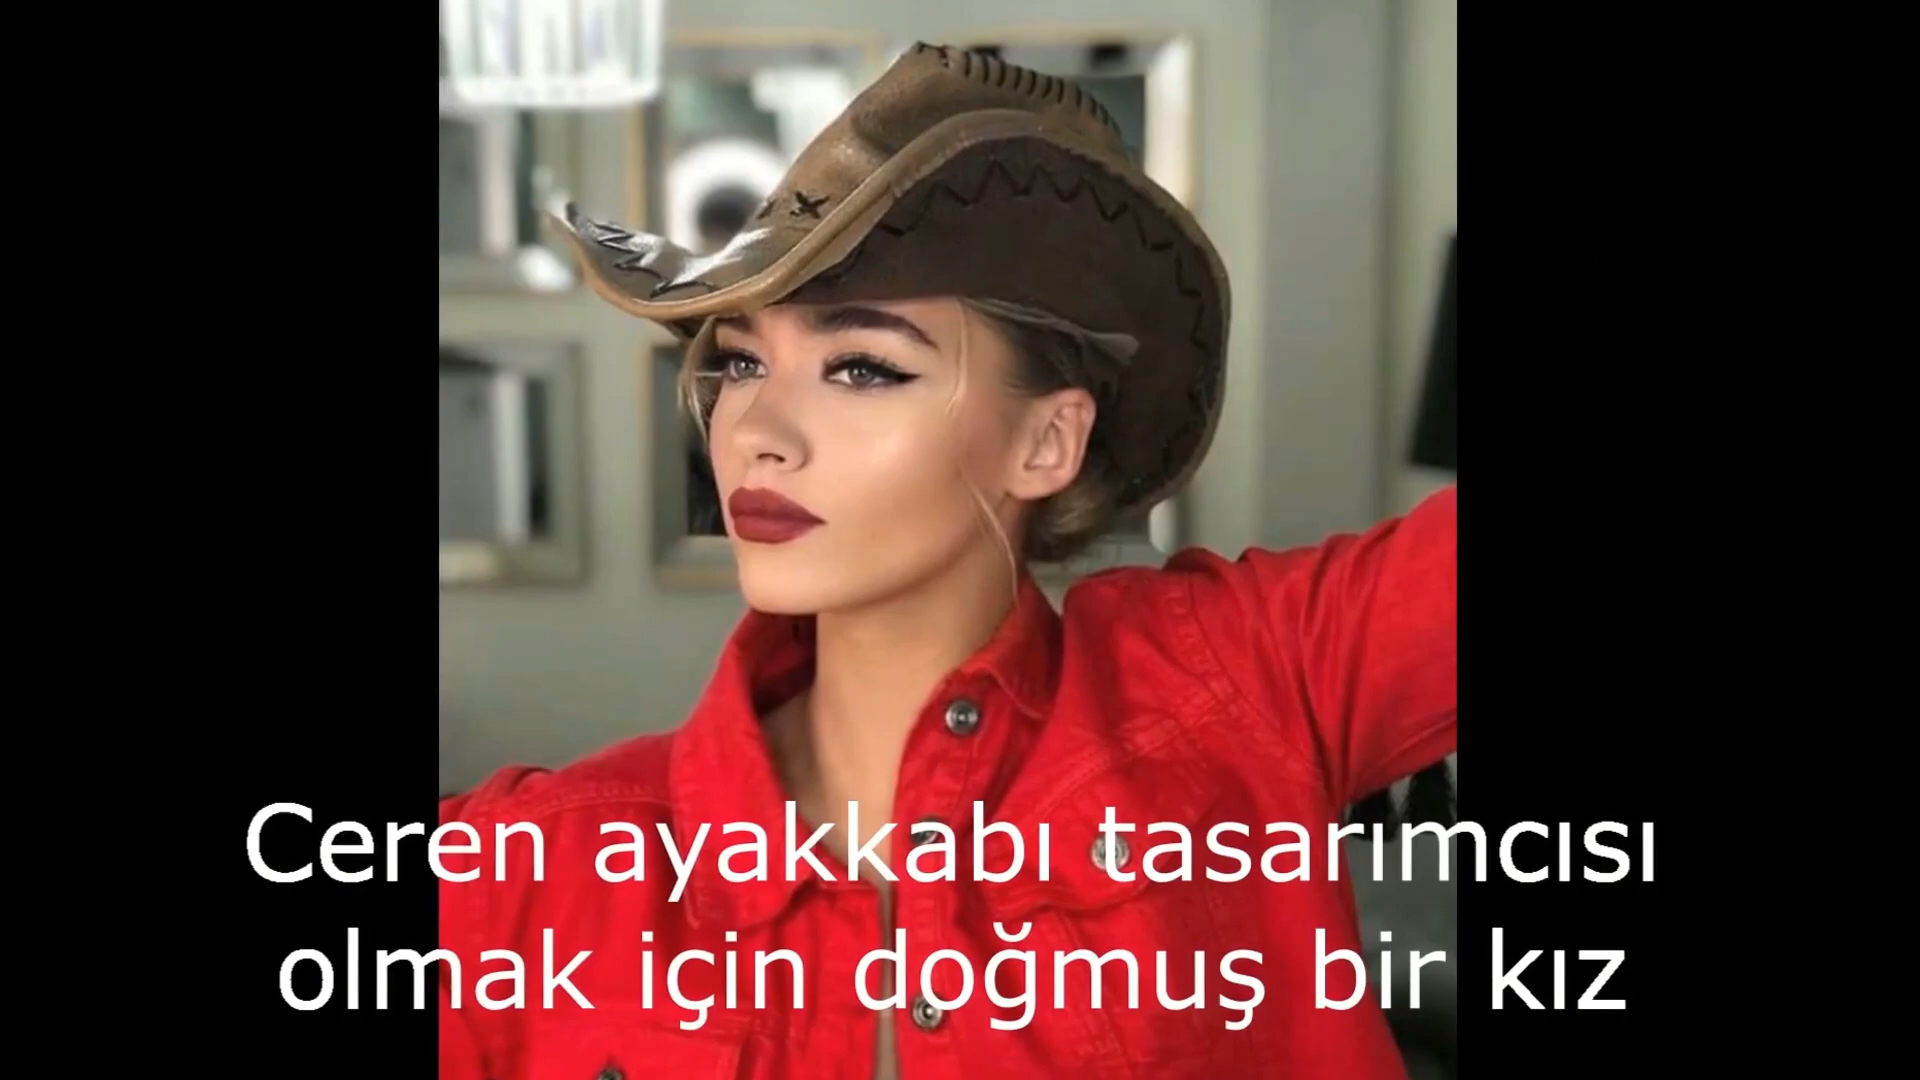 Ceren ayakkabı tasarımcısı
olmak için doğmuş bir kız